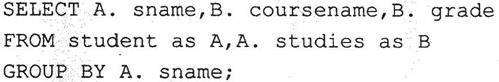 SELECT A. sname,B. coursename,B. grade
FROM student as A,A. studies as B
GROUP BY A. sname;